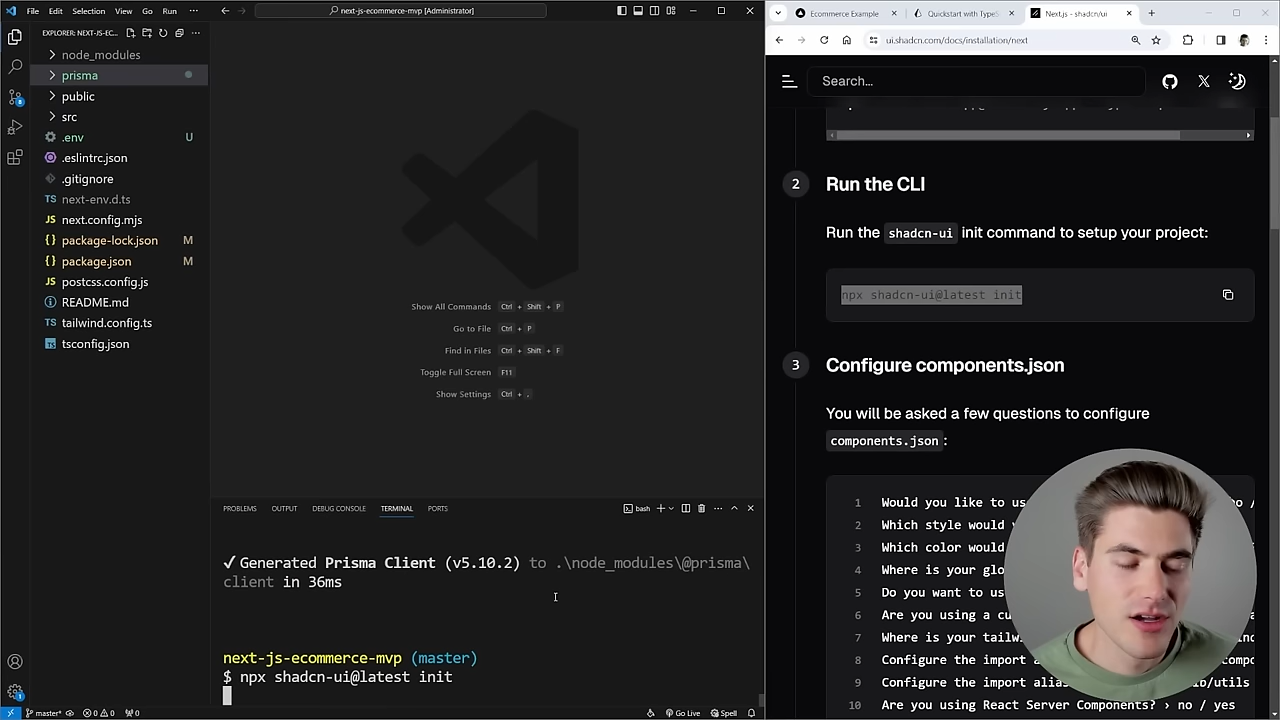 File Edit Selection View Go Run ···
next-js-ecommerce-mvp [Administrator]
EXPLORER: NEXT-JS-EC...
node_modules
prisma
public
src
.env U
.eslintrc.json
.gitignore
TS next-env.d.ts
JS next.config.mjs
{ } package-lock.json M
{ } package.json M
JS postcss.config.js
README.md
TS tailwind.config.ts
tsconfig.json
Show All Commands Ctrl + Shift + P
Go to File Ctrl + P
Find in Files Ctrl + Shift + F
Toggle Full Screen F11
Show Settings Ctrl + ,
PROBLEMS OUTPUT DEBUG CONSOLE TERMINAL PORTS
bash
✓ Generated Prisma Client (v5.10.2) to .\node_modules\@prisma\
client in 36ms
next-js-ecommerce-mvp (master)
$ npx shadcn-ui@latest init
master* 0 0 0 Go Live Spell
Ecommerce Example
Quickstart with TypeS
Next.js - shadcn/ui
ui.shadcn.com/docs/installation/next
Search...
2 Run the CLI
Run the shadcn-ui init command to setup your project:
npx shadcn-ui@latest init
3 Configure components.json
You will be asked a few questions to configure
components.json:
1 Would you like to us
2 Which style would
3 Which color would
4 Where is your glo
5 Do you want to us
6 Are you using a cu
7 Where is your tailw
8 Configure the import a compo
9 Configure the import alias ib/utils
10 Are you using React Server Components? › no / yes